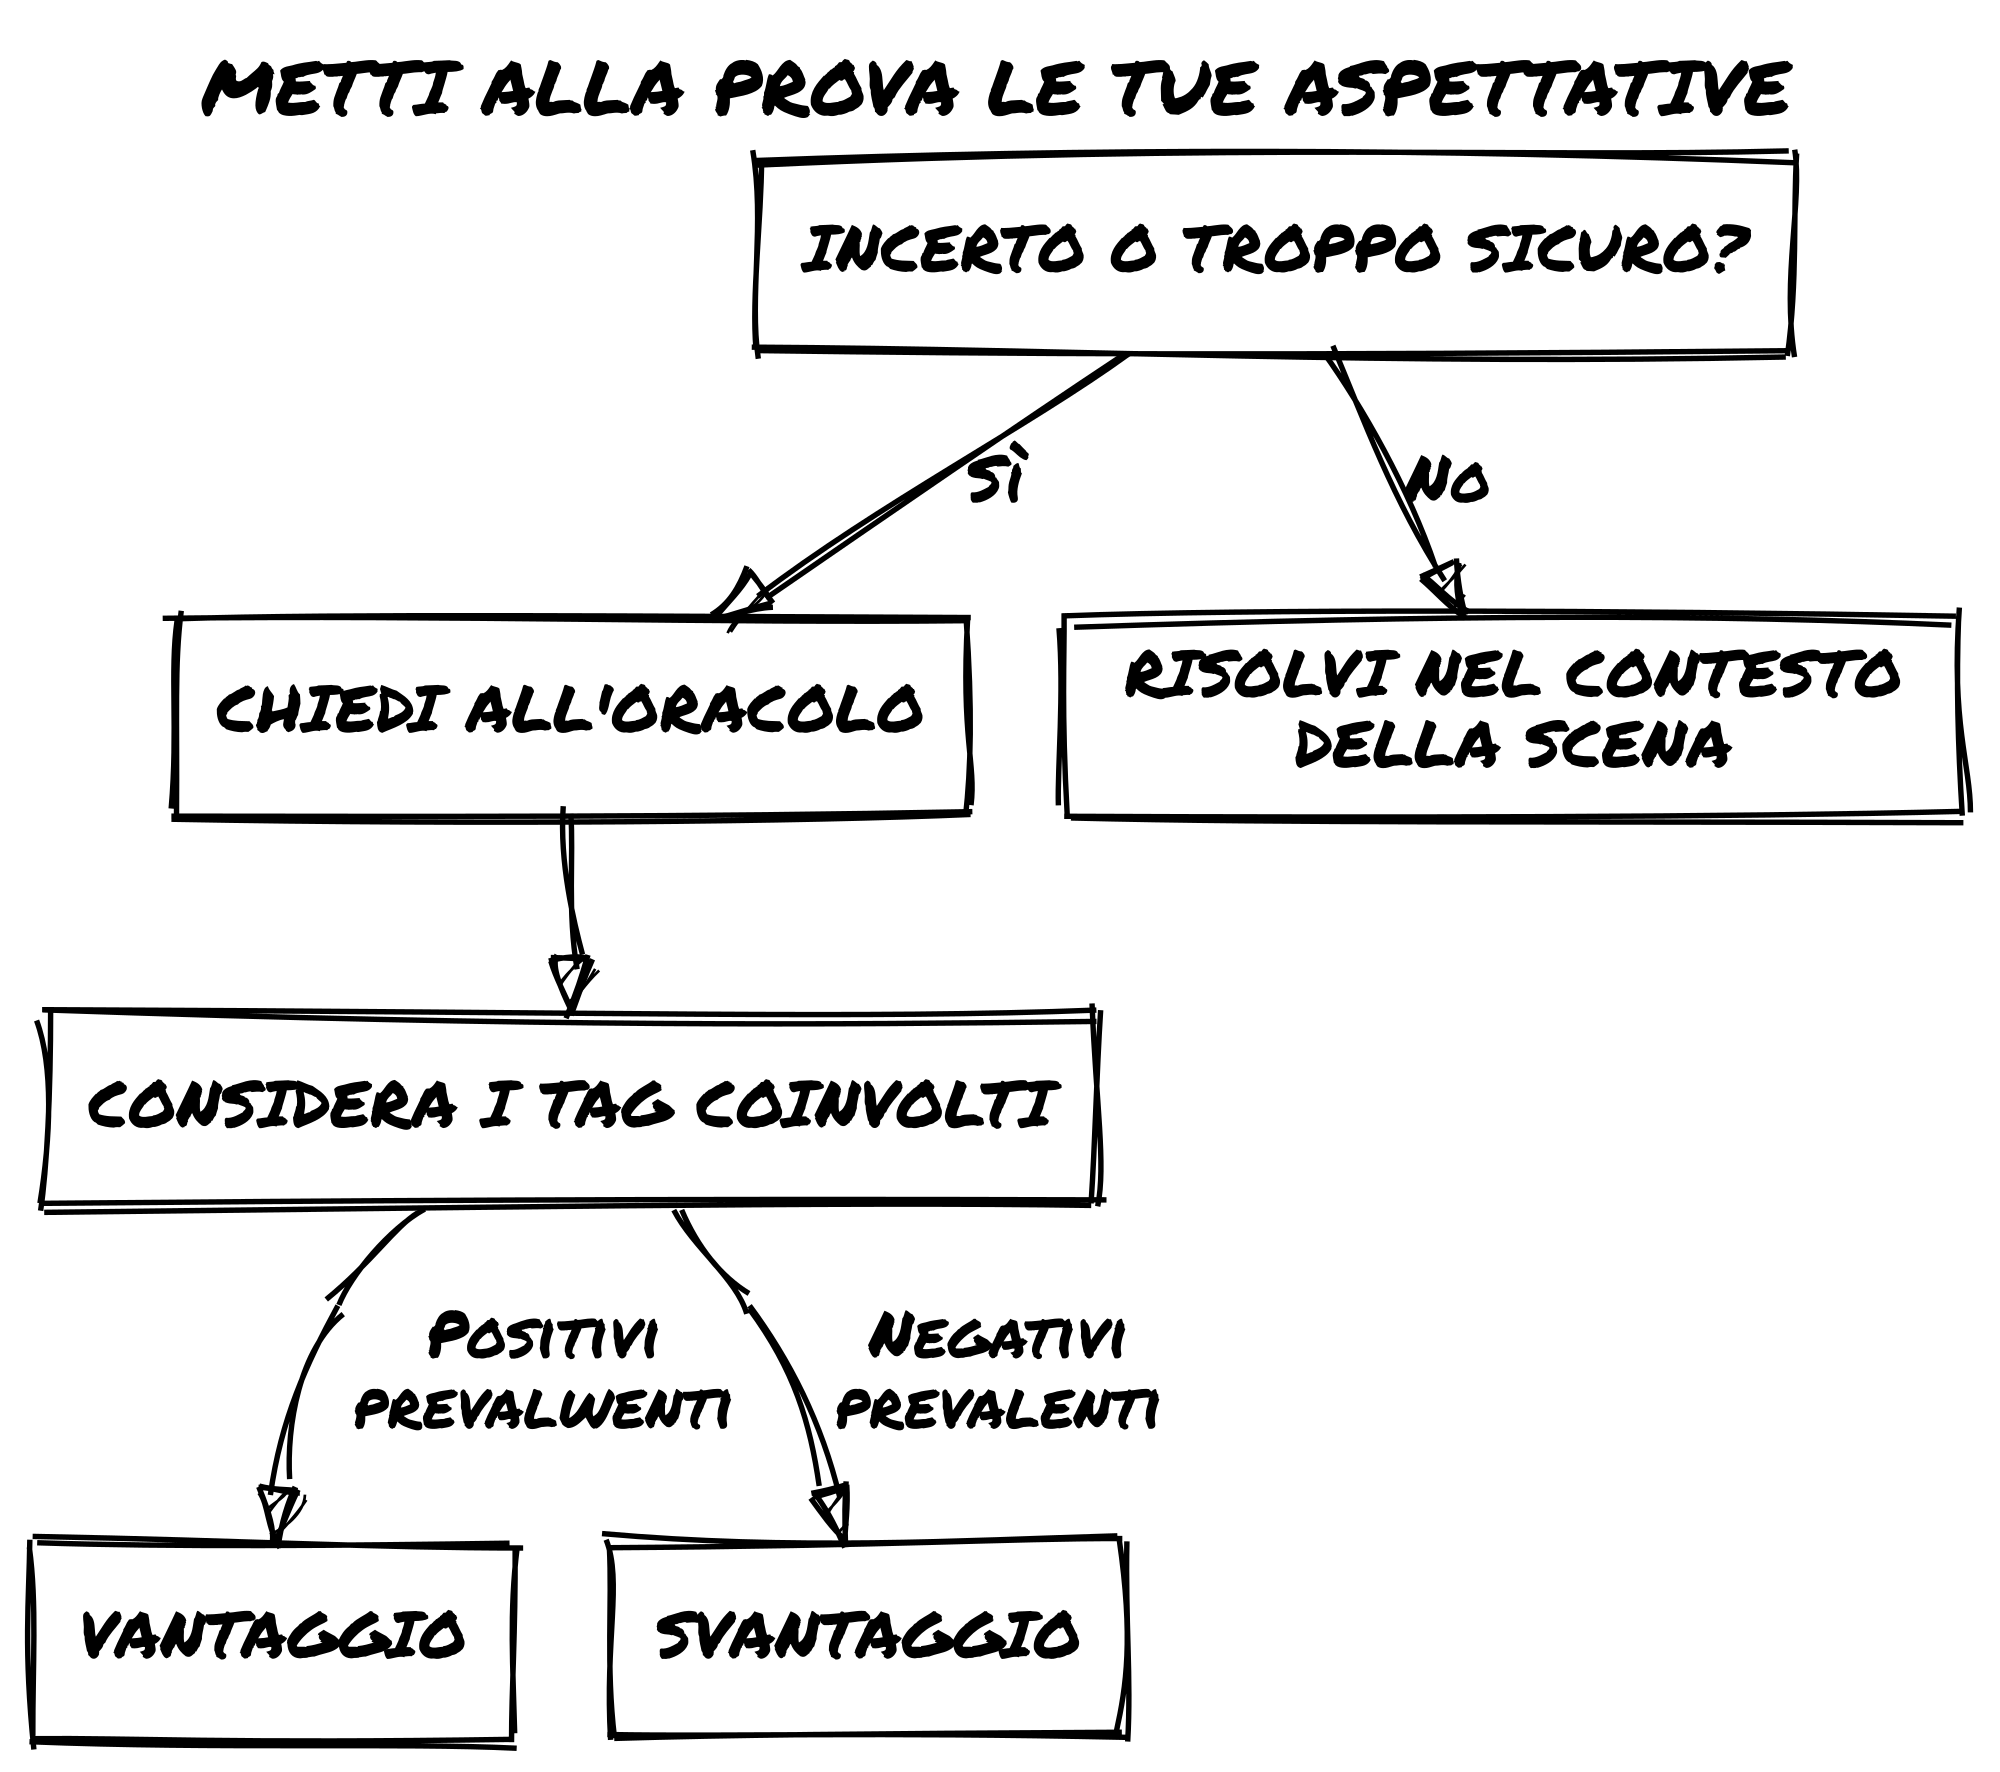 METTI ALLA PROVA LE TUE ASPETTATIVE
INCERTO O TROPPO SICURO?
Sì
No
CHIEDI ALL'ORACOLO
RISOLVI NEL CONTESTO
DELLA SCENA
CONSIDERA I TAG COINVOLTI
Positivi
prevalwenti
Negativi
prevalenti
VANTAGGIO
SVANTAGGIO